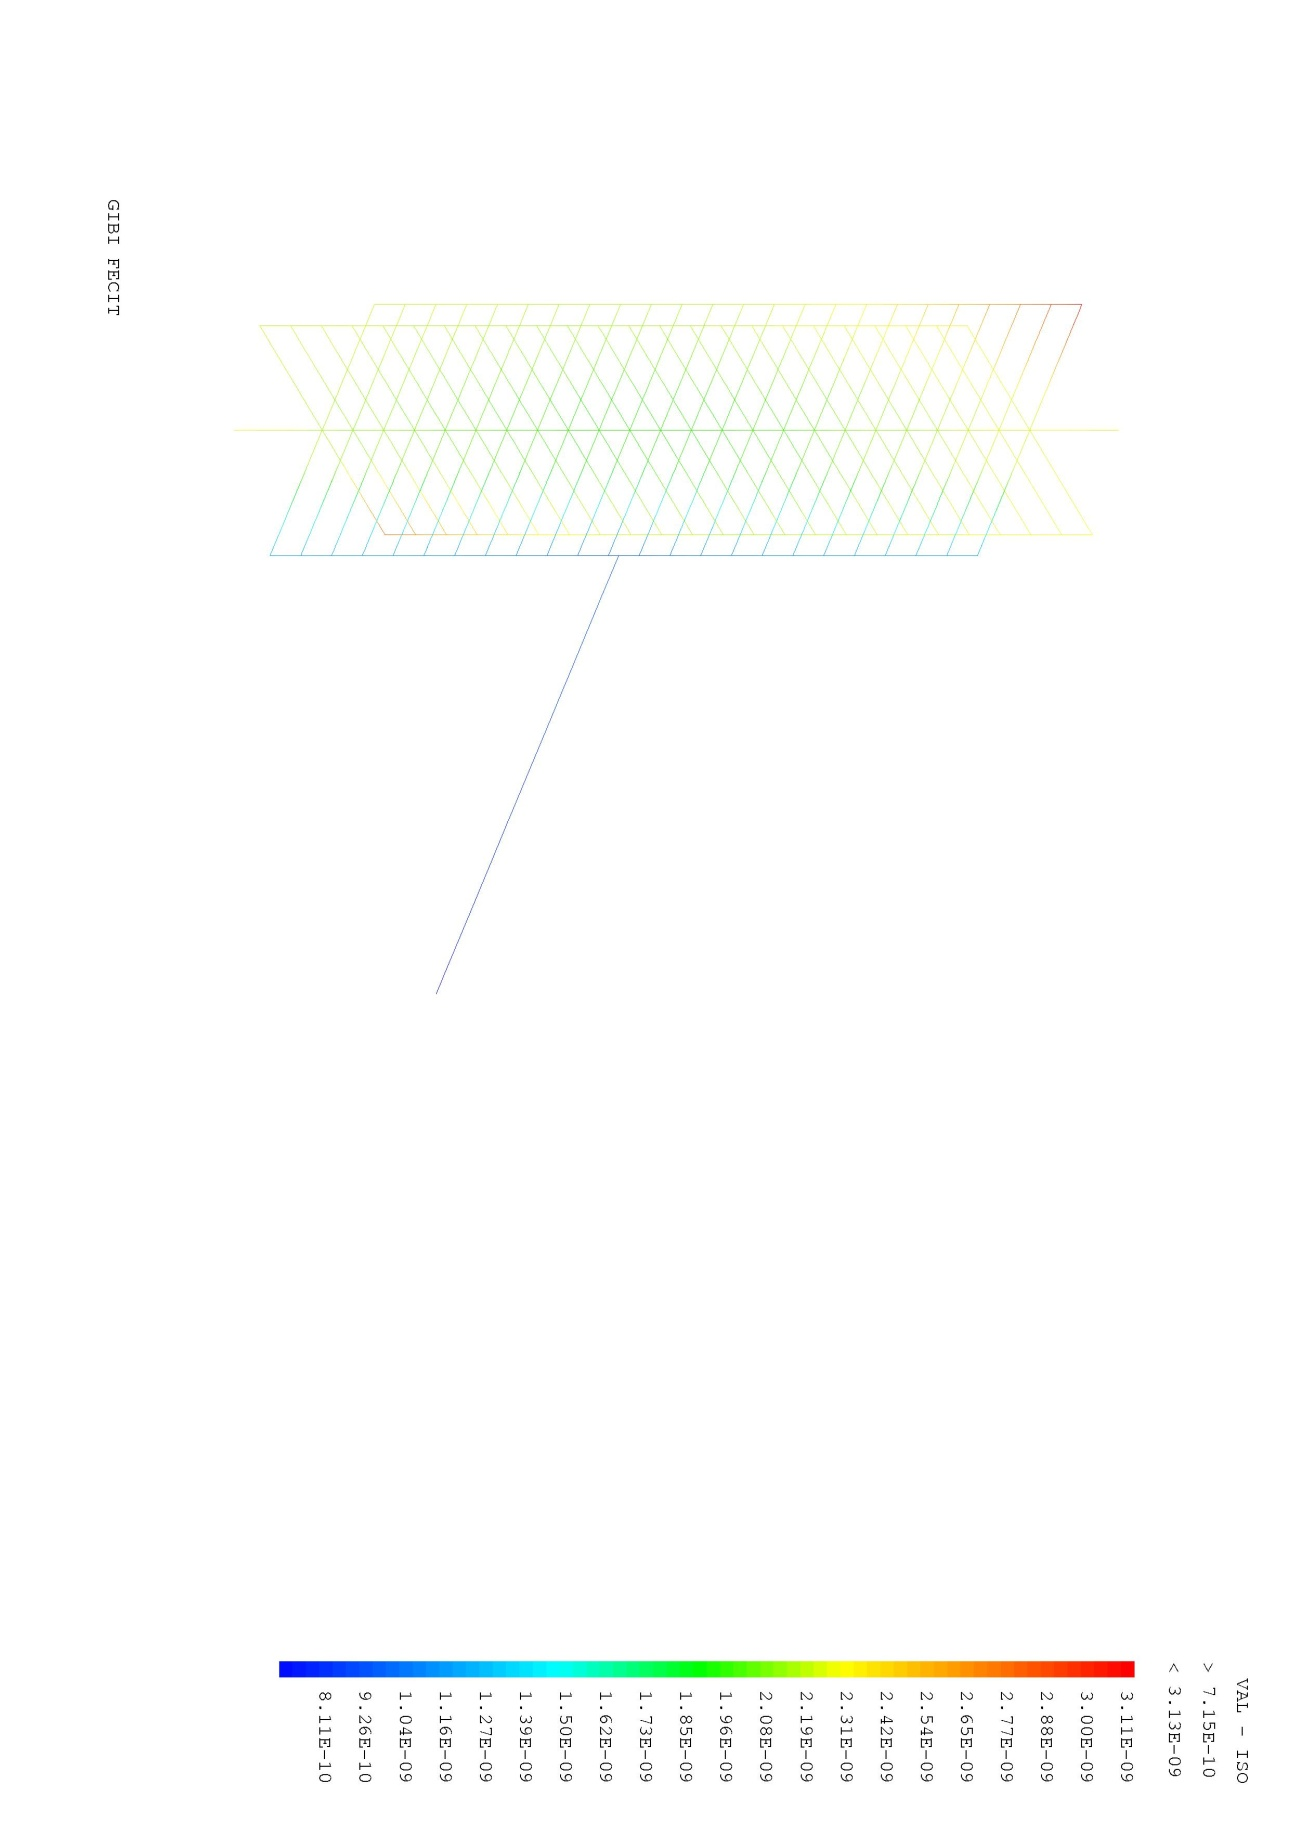 VAL - ISO
> 7.15E-10
< 3.13E-09
3.11E-09
3.00E-09
2.88E-09
2.77E-09
2.65E-09
2.54E-09
2.42E-09
2.31E-09
2.19E-09
2.08E-09
1.96E-09
1.85E-09
1.73E-09
1.62E-09
1.50E-09
1.39E-09
1.27E-09
1.16E-09
1.04E-09
9.26E-10
8.11E-10
GIBI FECIT